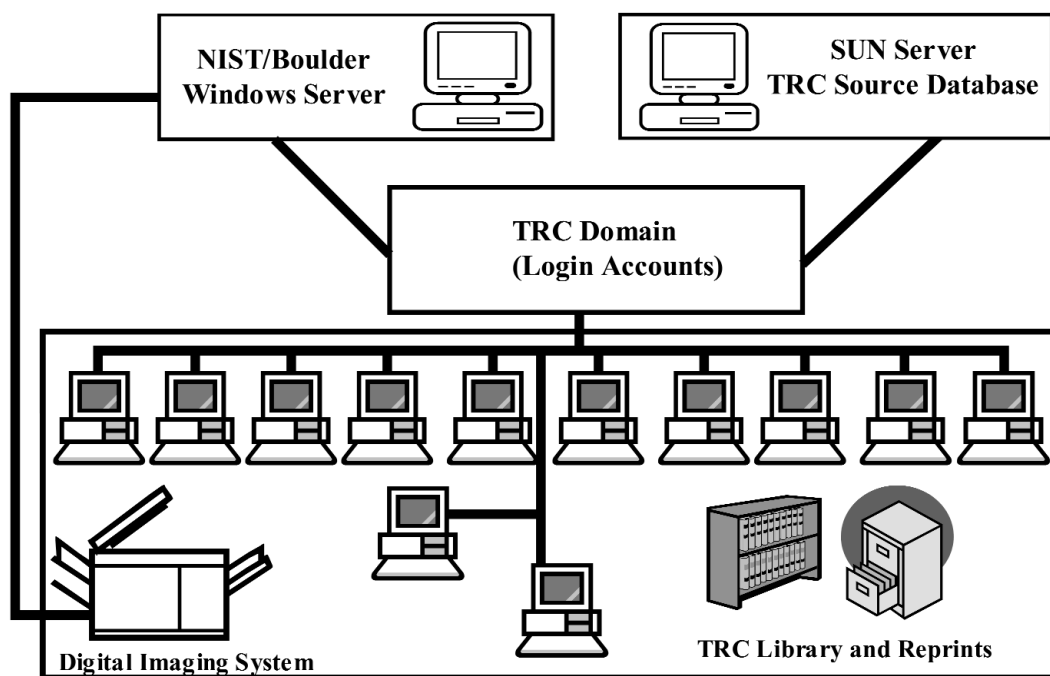 NIST/Boulder
Windows Server
SUN Server
TRC Source Database
TRC Domain
(Login Accounts)
Digital Imaging System
TRC Library and Reprints